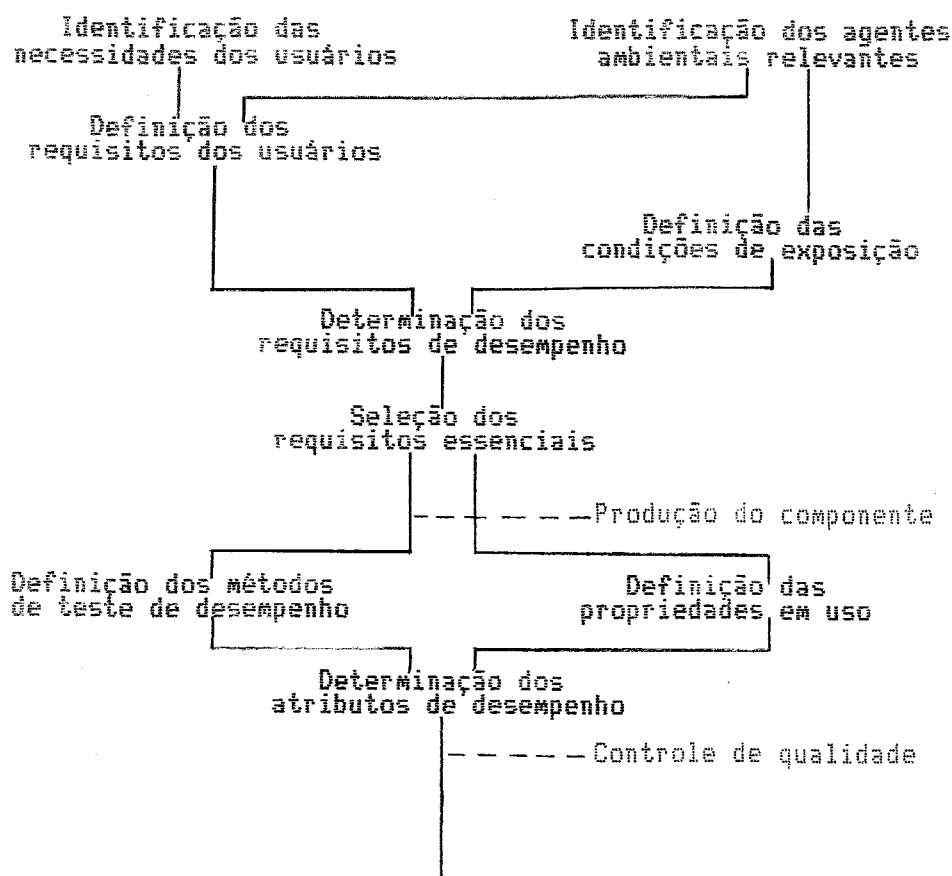 Identificação das
necessidades dos usuários
Identificação dos agentes
ambientais relevantes
Definição dos
requisitos dos usuários
Definição das
condições de exposição
Determinação dos
requisitos de desempenho
Seleção dos
requisitos essenciais
Produção do componente
Definição dos métodos
de teste de desempenho
Definição das
propriedades em uso
Determinação dos
atributos de desempenho
Controle de qualidade